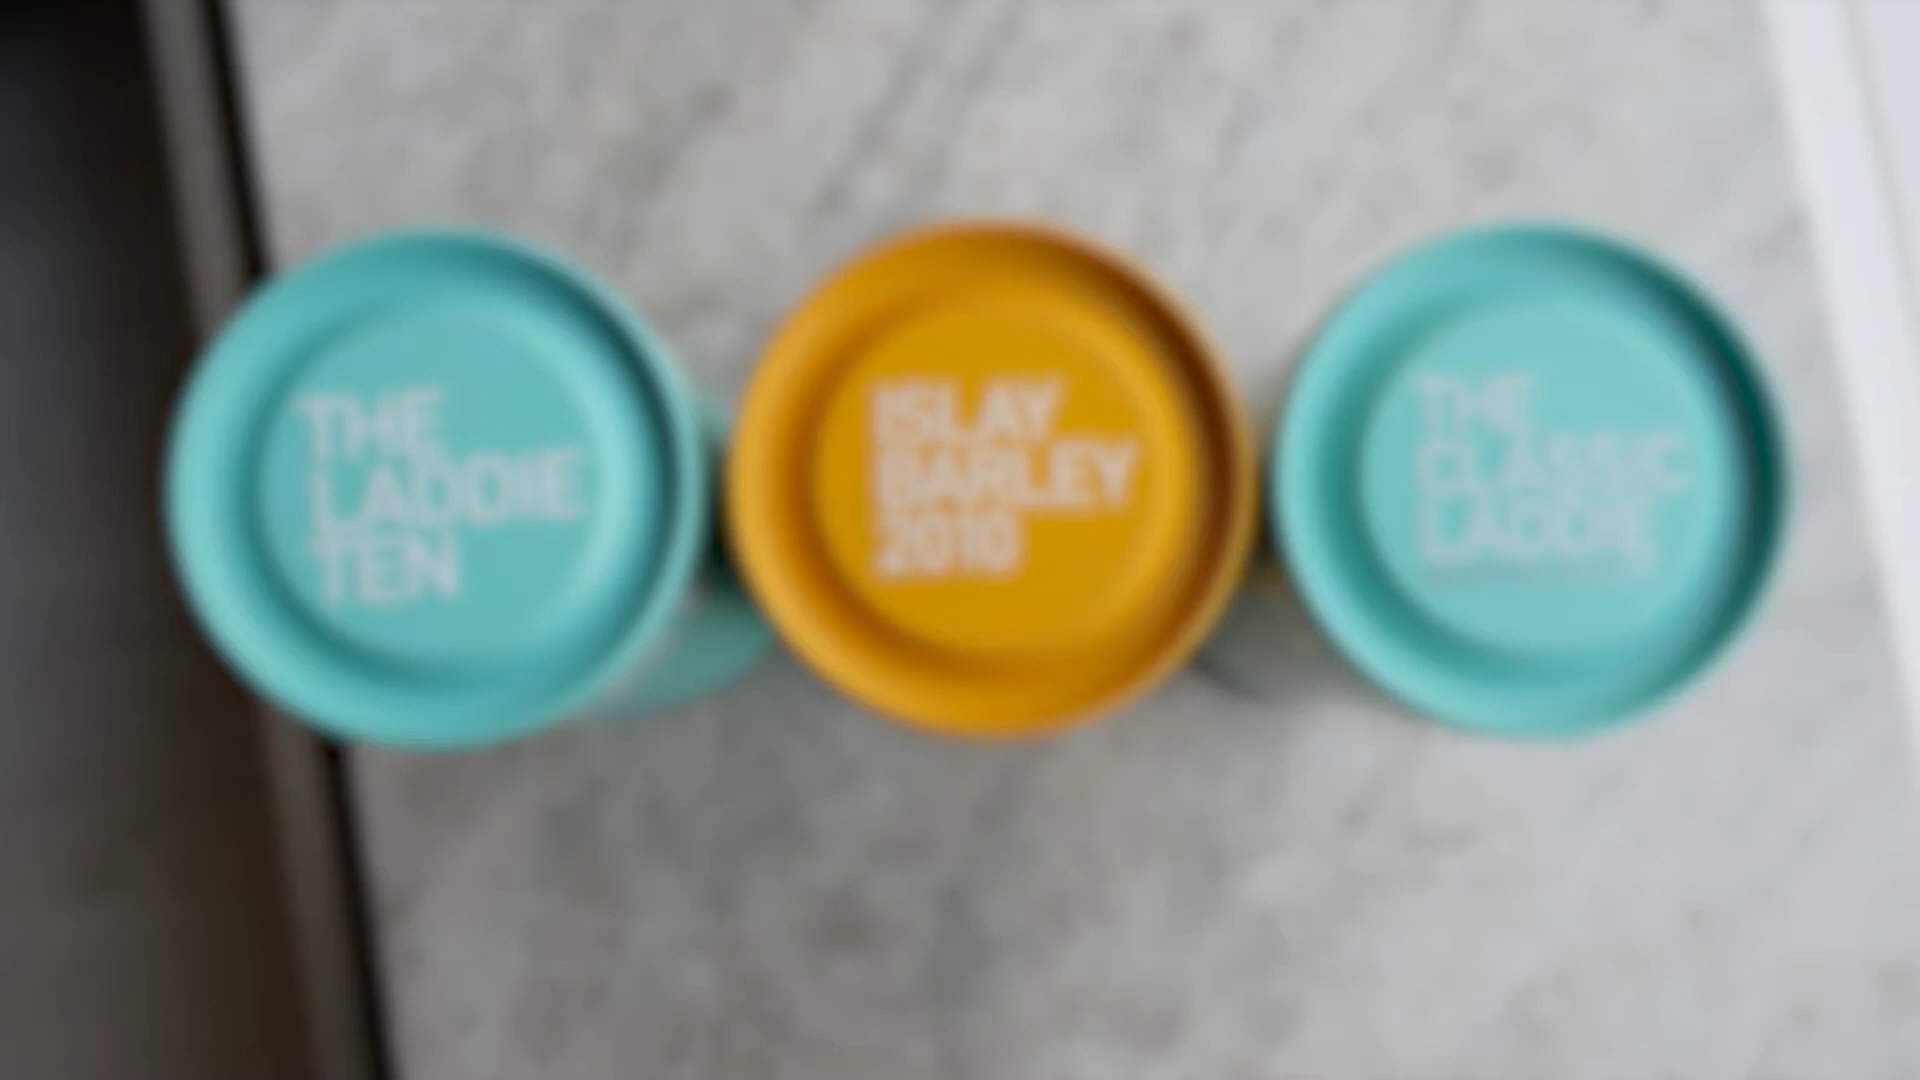 THE
LADDIE
TEN
ISLAY
BARLEY
2010
THE
CLASSIC
LADDIE